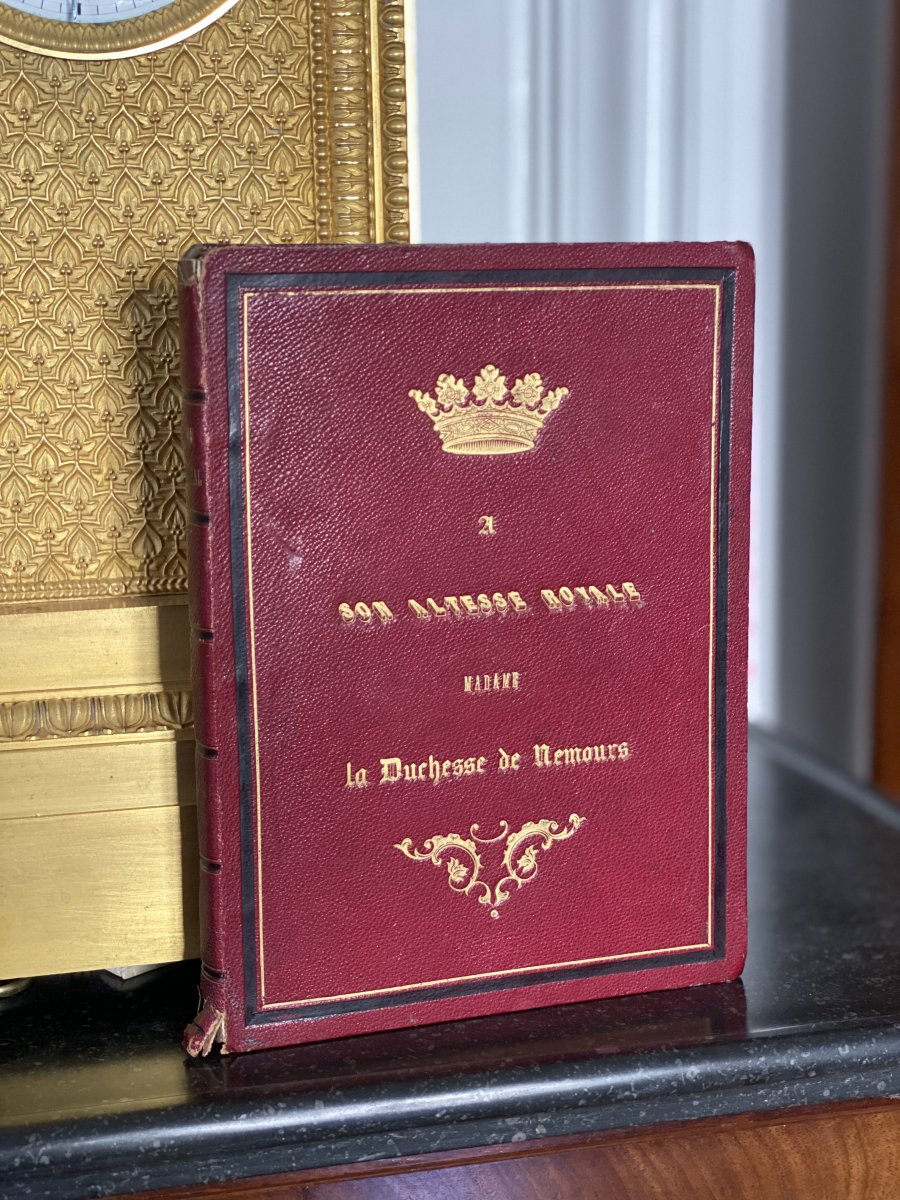 A
SON ALTESSE ROYALE
MADAME
la Duchesse de Nemours